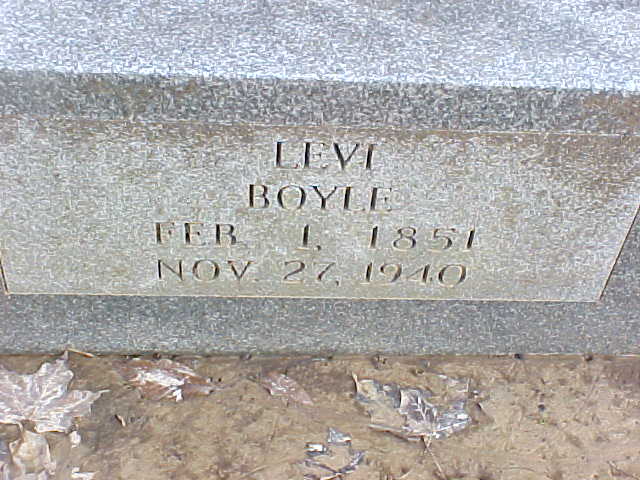 LEVI
BOYLE
FEB. 1, 1851
NOV. 27, 1940